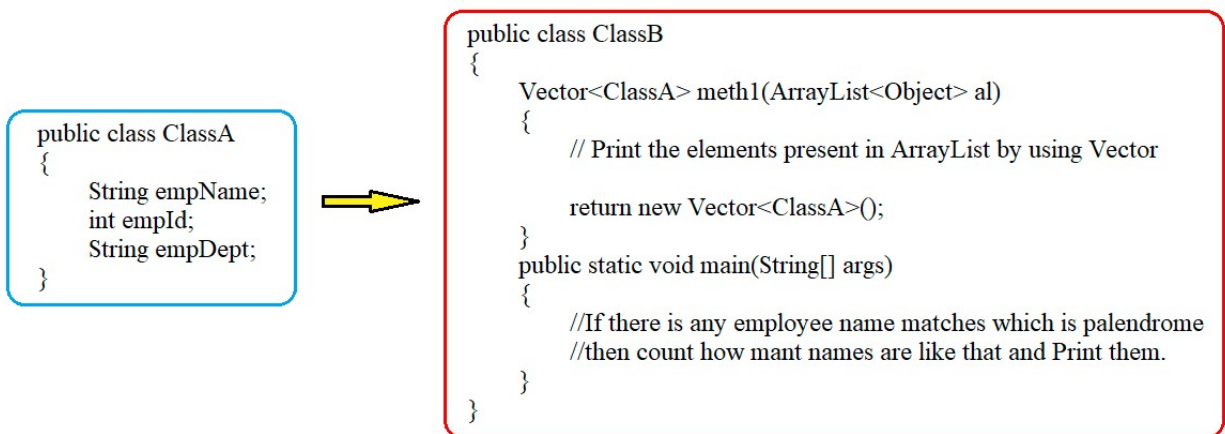 public class ClassA
{
String empName;
int empId;
String empDept;
}
public class ClassB
{
Vector<ClassA> meth1(ArrayList<Object> al)
{
// Print the elements present in ArrayList by using Vector
return new Vector<ClassA>();
}
public static void main(String[] args)
{
//If there is any employee name matches which is palendrome
//then count how mant names are like that and Print them.
}
}